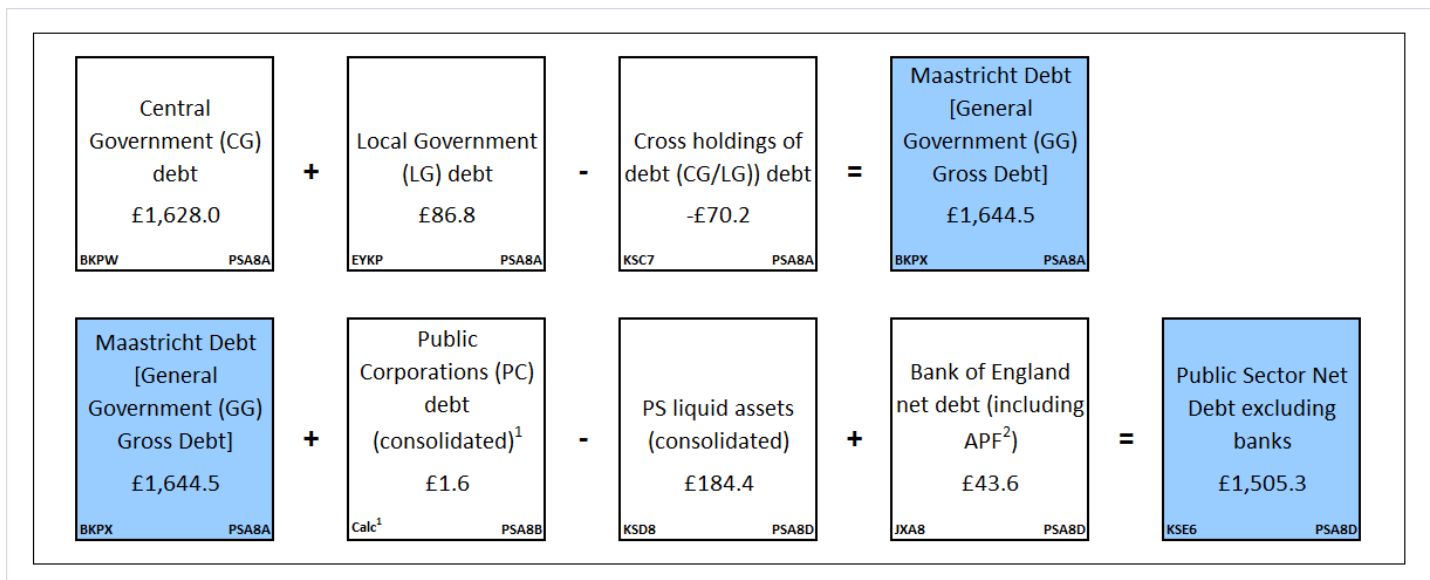 Central
Government (CG)
debt
£1,628.0
BKPW PSA8A
+
Local Government
(LG) debt
£86.8
EYKP PSA8A
-
Cross holdings of
debt (CG/LG)) debt
-£70.2
KSC7 PSA8A
=
Maastricht Debt
[General
Government (GG)
Gross Debt]
£1,644.5
BKPX PSA8A
Maastricht Debt
[General
Government (GG)
Gross Debt]
£1,644.5
BKPX PSA8A
+
Public
Corporations (PC)
debt
(consolidated)¹
£1.6
Calc¹ PSA8B
-
PS liquid assets
(consolidated)
£184.4
KSD8 PSA8D
+
Bank of England
net debt (including
APF²)
£43.6
JXA8 PSA8D
=
Public Sector Net
Debt excluding
banks
£1,505.3
KSE6 PSA8D